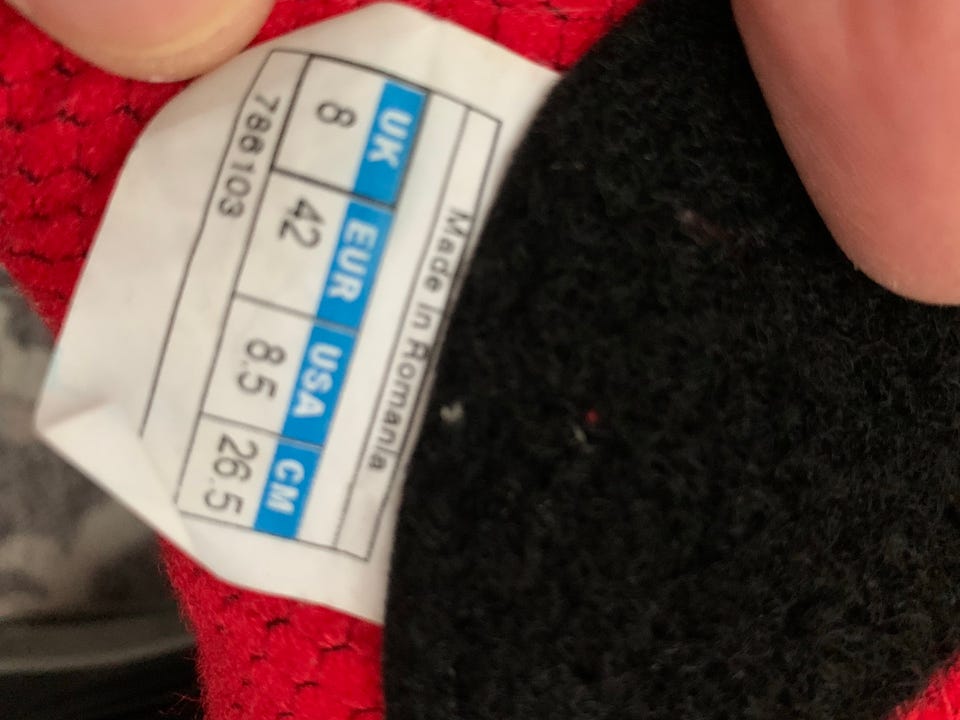 Made in Romania
UK EUR USA CM
8 42 8.5 26.5
786103